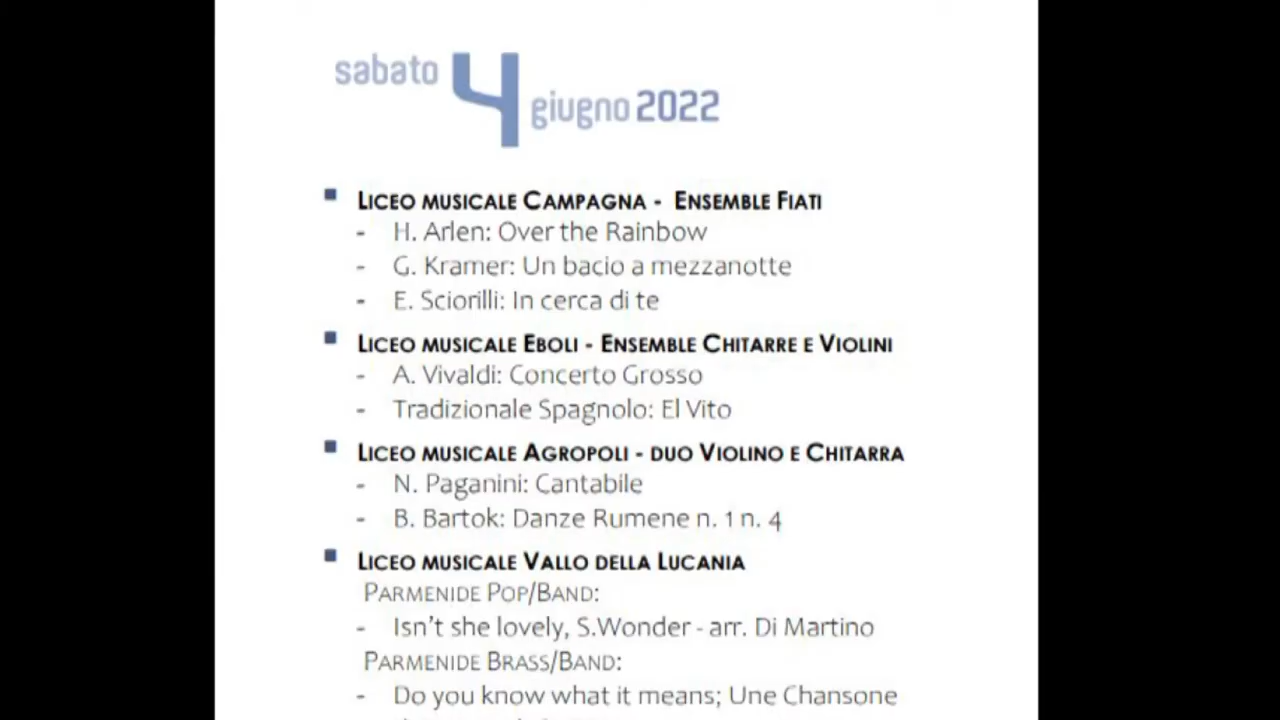 sabato 4 giugno 2022
▪ LICEO MUSICALE CAMPAGNA - ENSEMBLE FIATI
- H. Arlen: Over the Rainbow
- G. Kramer: Un bacio a mezzanotte
- E. Sciorilli: In cerca di te
▪ LICEO MUSICALE EBOLI - ENSEMBLE CHITARRE E VIOLINI
- A. Vivaldi: Concerto Grosso
- Tradizionale Spagnolo: El Vito
▪ LICEO MUSICALE AGROPOLI - DUO VIOLINO E CHITARRA
- N. Paganini: Cantabile
- B. Bartok: Danze Rumene n. 1 n. 4
▪ LICEO MUSICALE VALLO DELLA LUCANIA
PARMENIDE POP/BAND:
- Isn't she lovely, S.Wonder - arr. Di Martino
PARMENIDE BRASS/BAND:
- Do you know what it means; Une Chansone